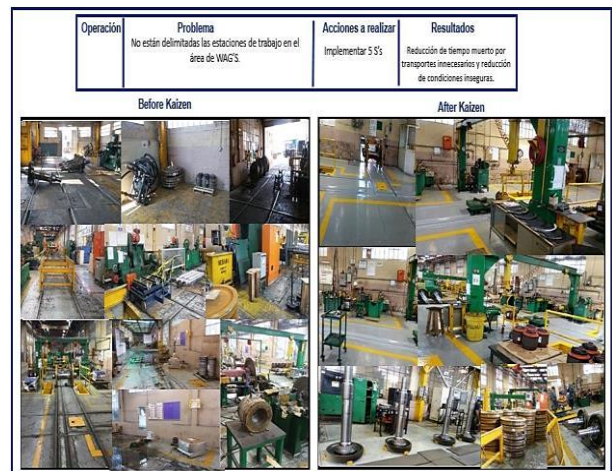 Operación
Problema
No están delimitadas las estaciones de trabajo en el
área de WAG'S.
Acciones a realizar
Implementar 5 S's
Resultados
Reducción de tiempo muerto por
transportes innecesarios y reducción
de condiciones inseguras.
Before Kaizen
After Kaizen